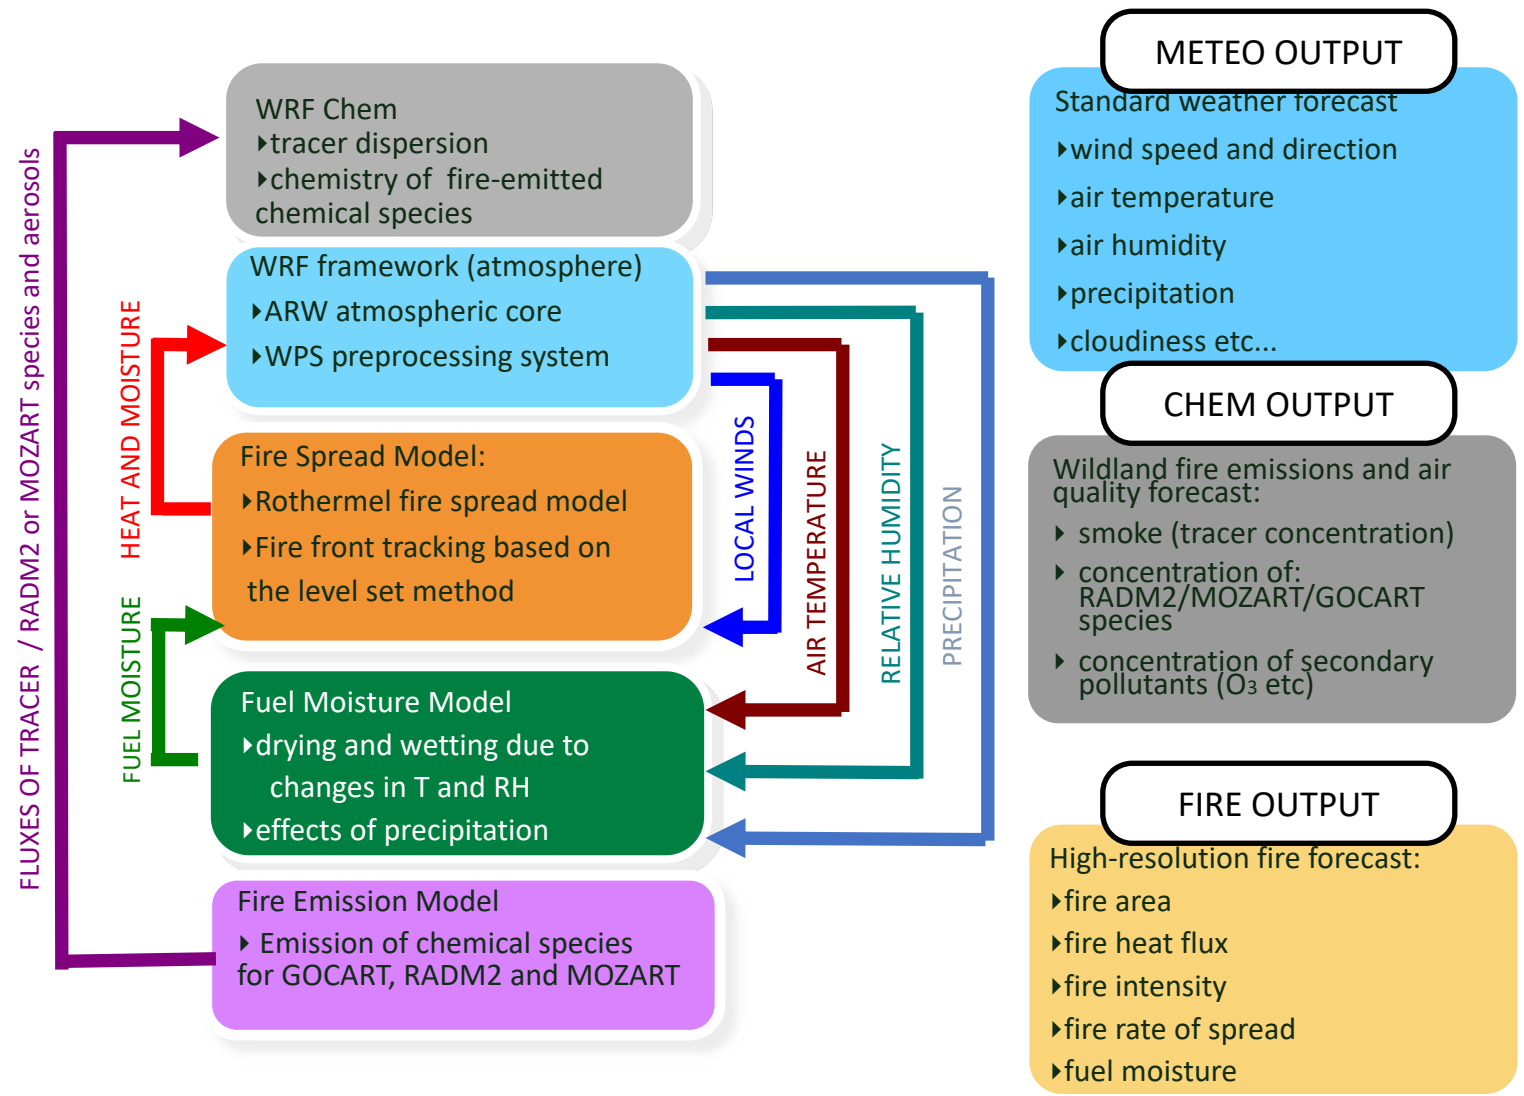 FLUXES OF TRACER / RADM2 or MOZART species and aerosols
HEAT AND MOISTURE
FUEL MOISTURE
WRF Chem
‣tracer dispersion
‣chemistry of fire-emitted
chemical species
WRF framework (atmosphere)
‣ARW atmospheric core
‣WPS preprocessing system
Fire Spread Model:
‣Rothermel fire spread model
‣Fire front tracking based on
the level set method
Fuel Moisture Model
‣drying and wetting due to
changes in T and RH
‣effects of precipitation
Fire Emission Model
‣ Emission of chemical species
for GOCART, RADM2 and MOZART
LOCAL WINDS
AIR TEMPERATURE
RELATIVE HUMIDITY
PRECIPITATION
METEO OUTPUT
Standard weather forecast
‣wind speed and direction
‣air temperature
‣air humidity
‣precipitation
‣cloudiness etc...
CHEM OUTPUT
Wildland fire emissions and air
quality forecast:
‣ smoke (tracer concentration)
‣ concentration of:
RADM2/MOZART/GOCART
species
‣ concentration of secondary
pollutants (O3 etc)
FIRE OUTPUT
High-resolution fire forecast:
‣fire area
‣fire heat flux
‣fire intensity
‣fire rate of spread
‣fuel moisture